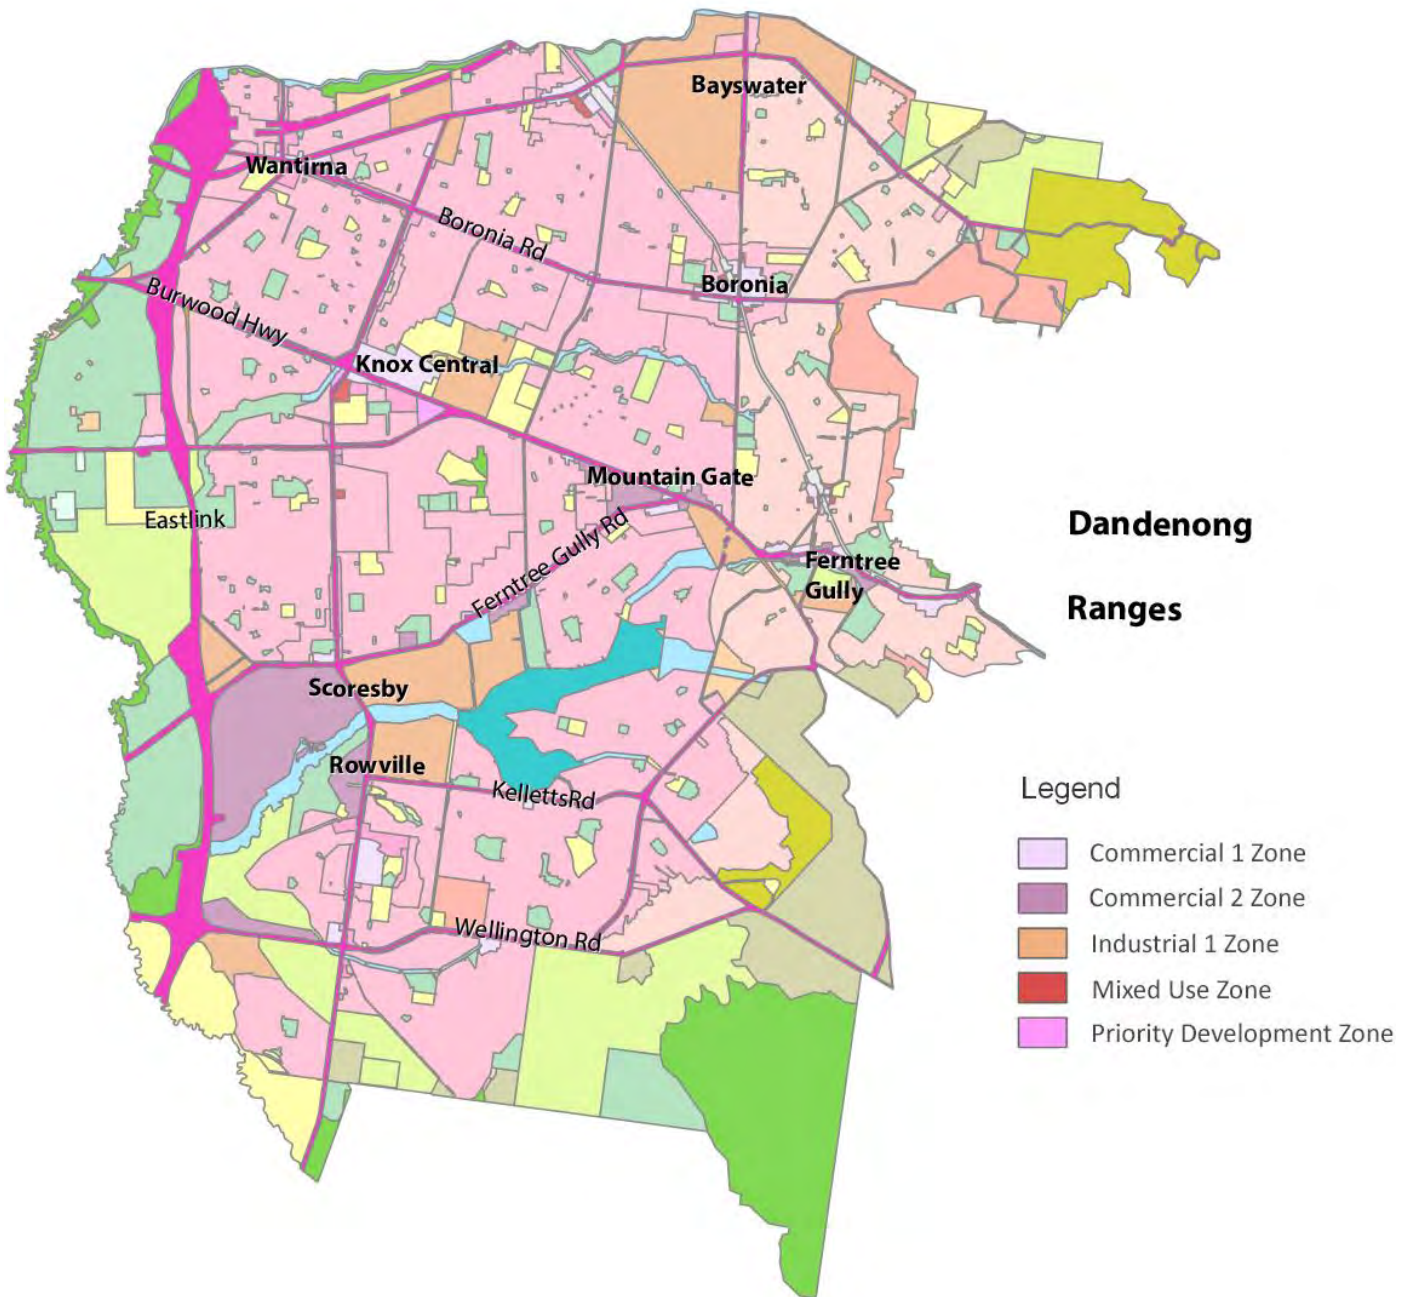 Bayswater
Wantirna
Boronia Rd
Boronia
Burwood Hwy
Knox Central
Mountain Gate
Eastlink
Ferntree Gully Rd
Dandenong
Ranges
Ferntree
Gully
Scoresby
Rowville
KellettsRd
Wellington Rd
Legend
Commercial 1 Zone
Commercial 2 Zone
Industrial 1 Zone
Mixed Use Zone
Priority Development Zone